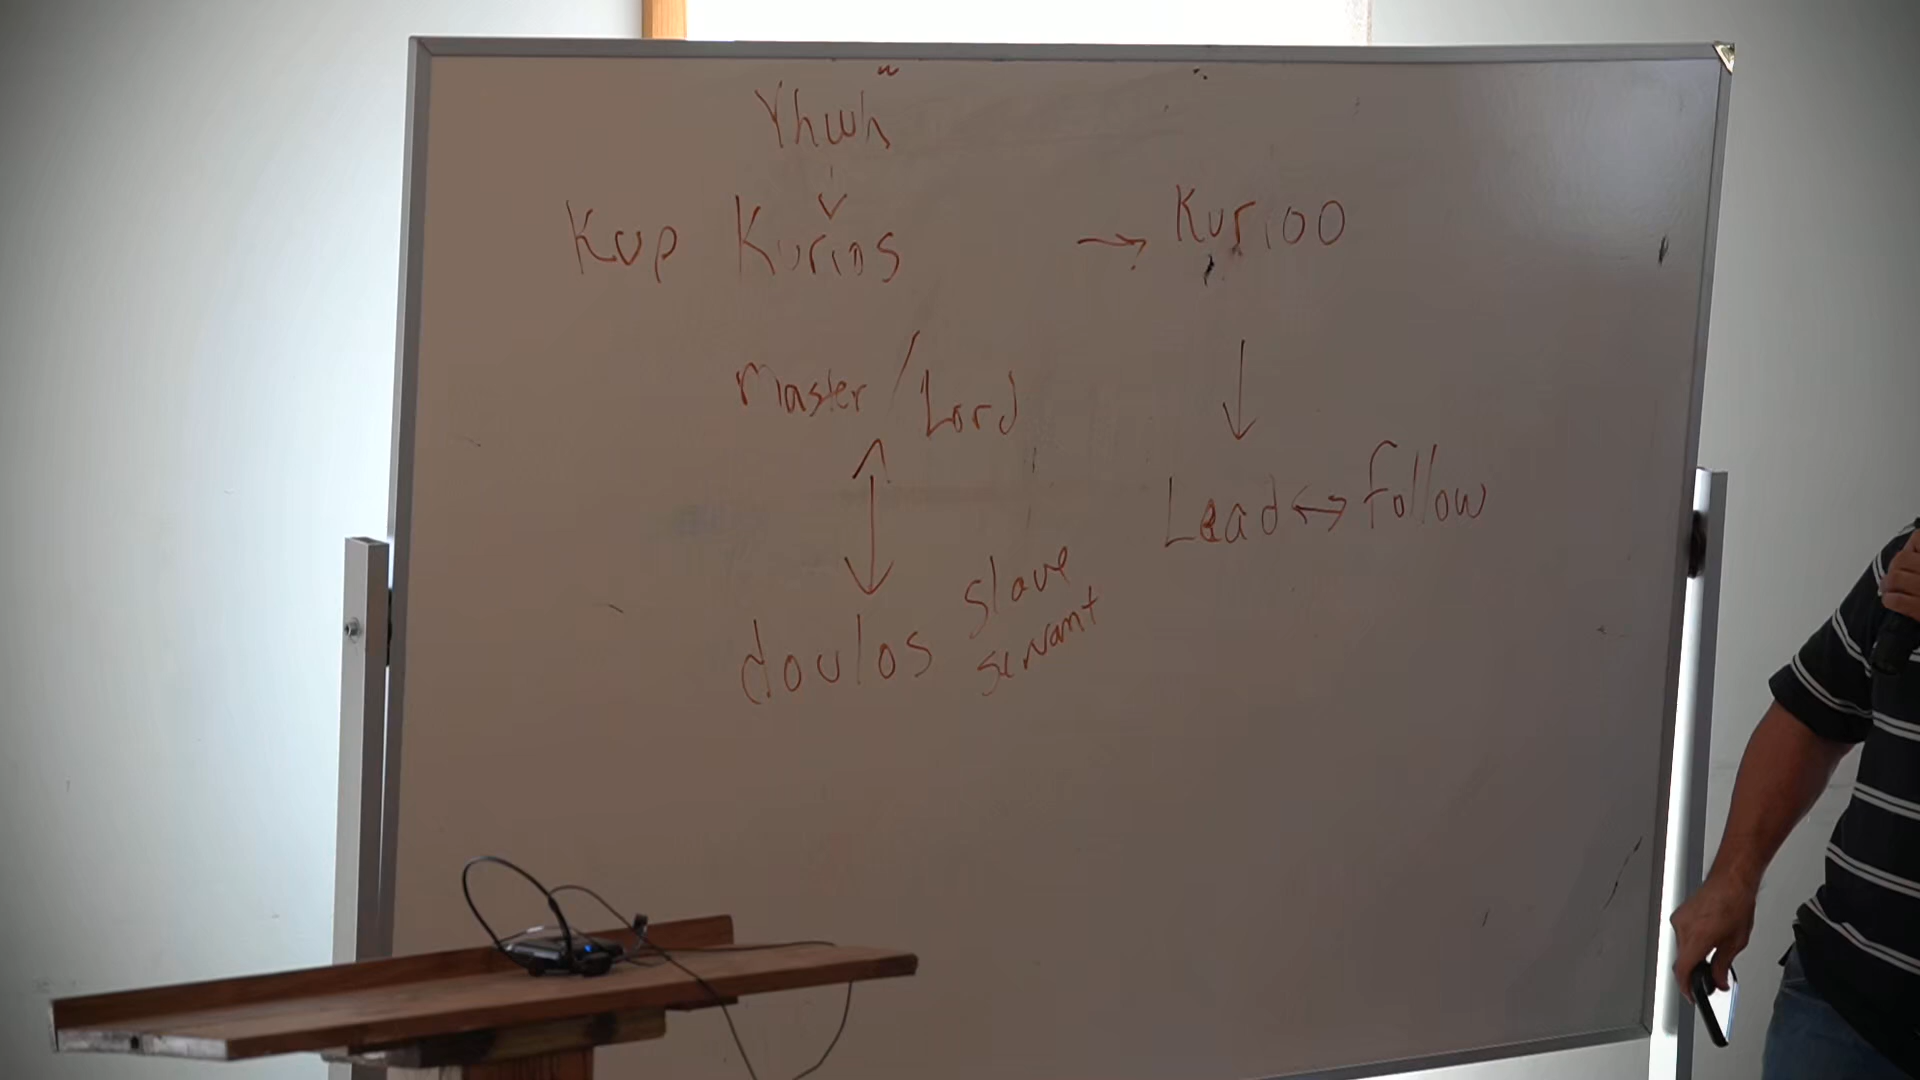 Yhwh
Kup Kurios → Kurioo
Master / Lord
Lead ↔ follow
doulos slave
servant